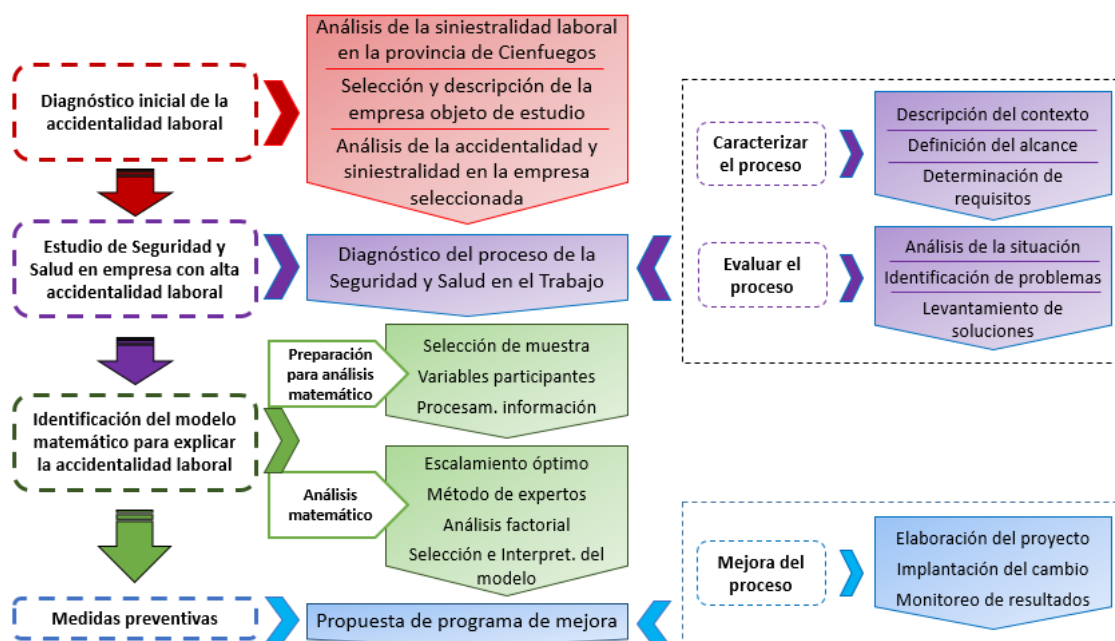 Diagnóstico inicial de la
accidentalidad laboral
Análisis de la siniestralidad laboral
en la provincia de Cienfuegos
Selección y descripción de la
empresa objeto de estudio
Análisis de la accidentalidad y
siniestralidad en la empresa
seleccionada
Estudio de Seguridad y
Salud en empresa con alta
accidentalidad laboral
Diagnóstico del proceso de la
Seguridad y Salud en el Trabajo
Caracterizar
el proceso
Descripción del contexto
Definición del alcance
Determinación de
requisitos
Evaluar el
proceso
Análisis de la situación
Identificación de problemas
Levantamiento de
soluciones
Identificación del modelo
matemático para explicar
la accidentalidad laboral
Preparación
para análisis
matemático
Selección de muestra
Variables participantes
Procesam. información
Análisis
matemático
Escalamiento óptimo
Método de expertos
Análisis factorial
Selección e Interpret. del
modelo
Medidas preventivas
Propuesta de programa de mejora
Mejora del
proceso
Elaboración del proyecto
Implantación del cambio
Monitoreo de resultados